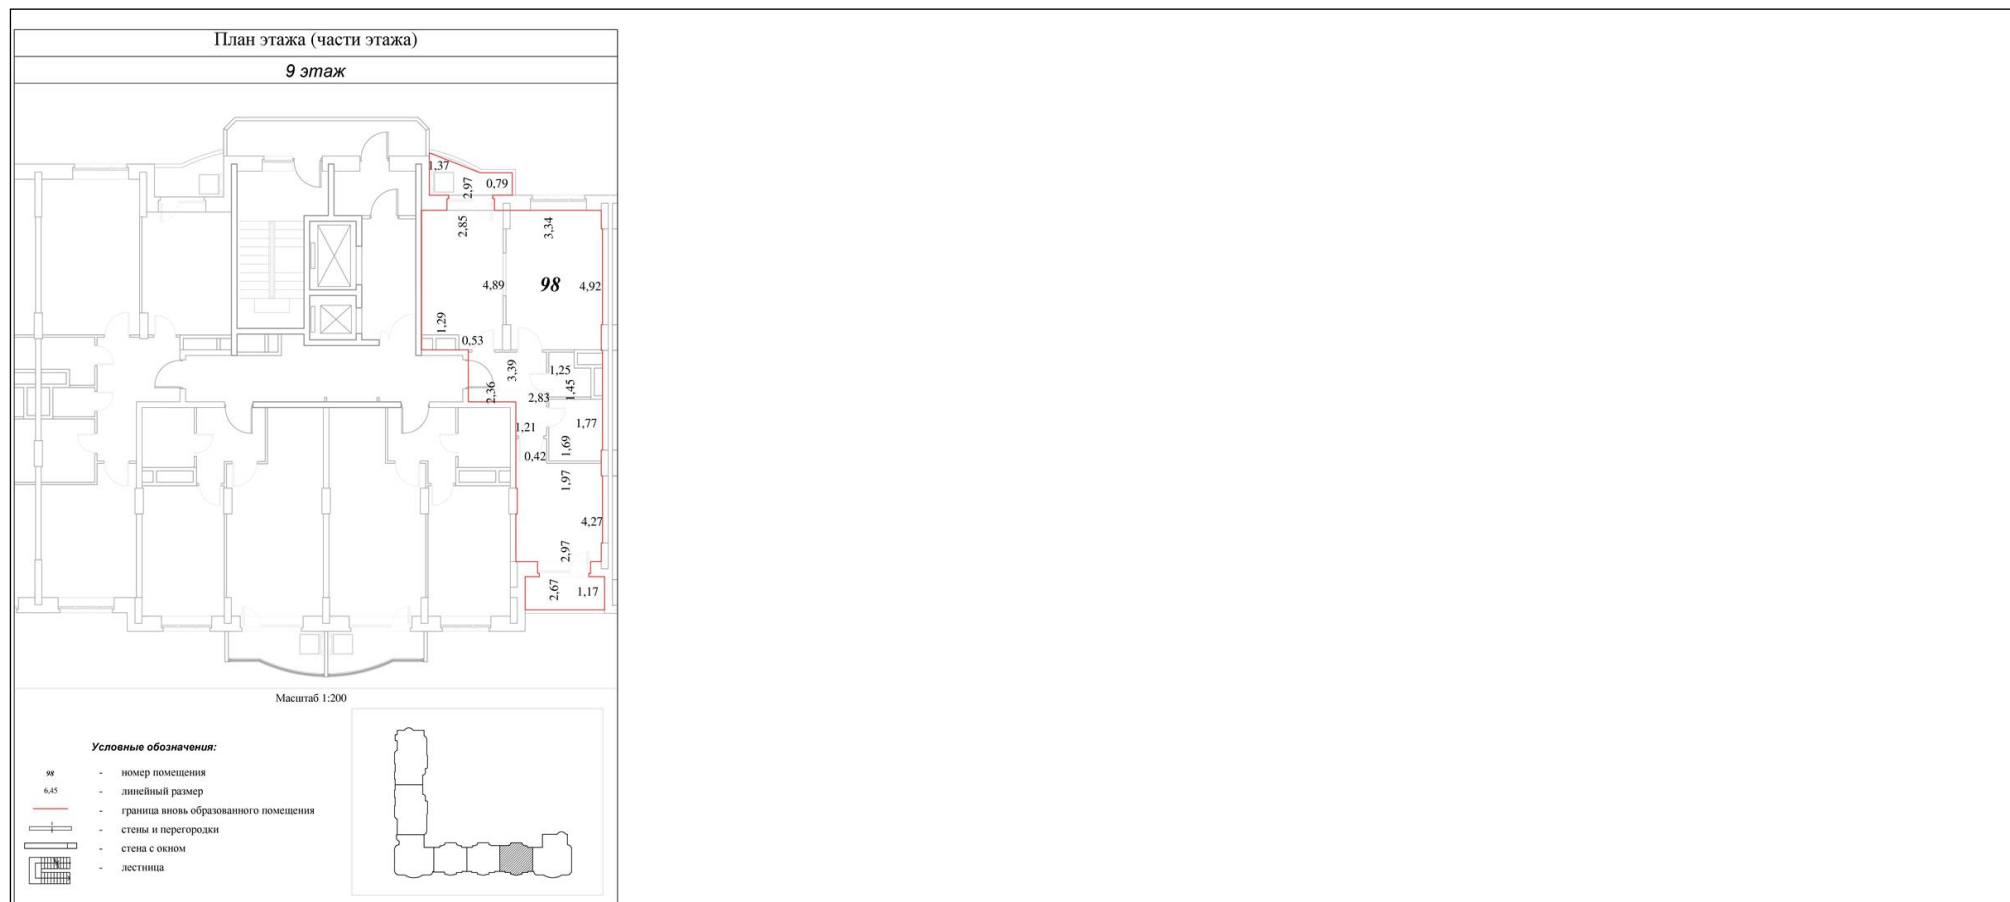 План этажа (части этажа)
9 этаж
1,37
0,79
2,97
2,85
3,34
4,89
98
4,92
1,29
0,53
3,39
1,25
2,36
2,83
1,45
1,21
1,77
1,69
0,42
1,97
4,27
2,97
2,67
1,17
Масштаб 1:200
Условные обозначения:
98 - номер помещения
6,45 - линейный размер
- граница вновь образованного помещения
- стены и перегородки
- стена с окном
- лестница